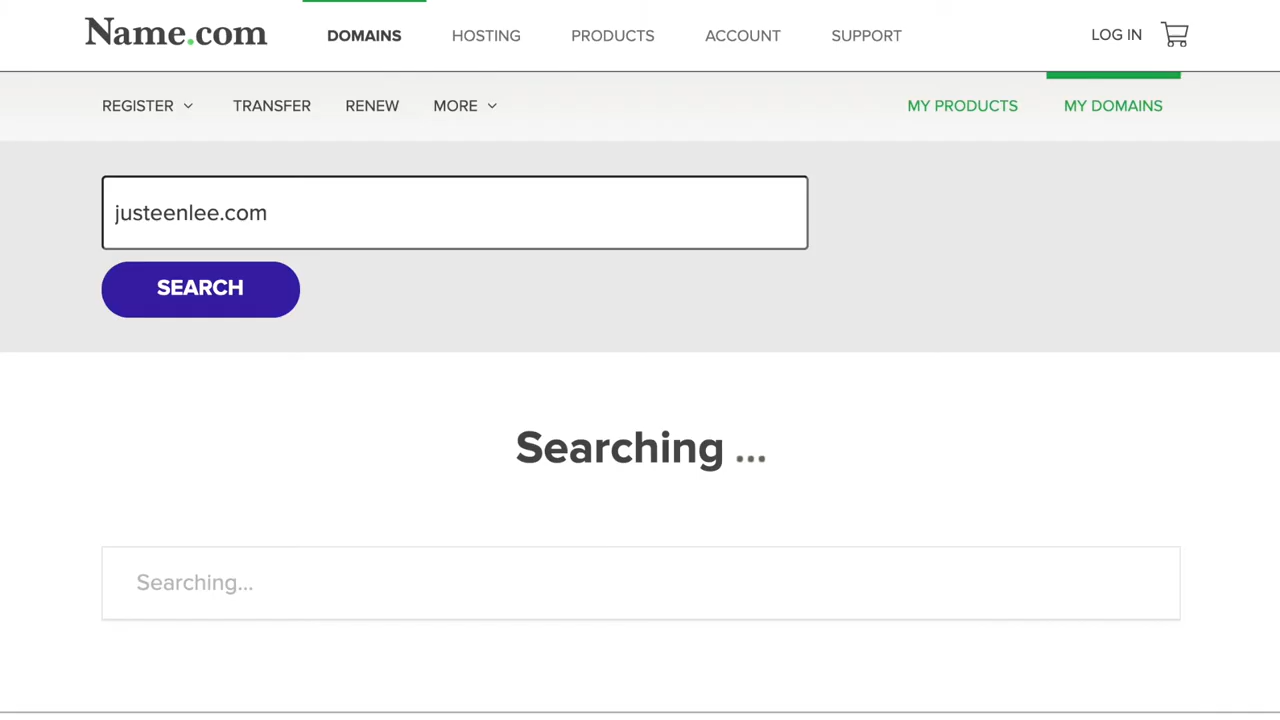 Name.com
DOMAINS HOSTING PRODUCTS ACCOUNT SUPPORT LOG IN
REGISTER TRANSFER RENEW MORE MY PRODUCTS MY DOMAINS
justeenlee.com
SEARCH
Searching ...
Searching...